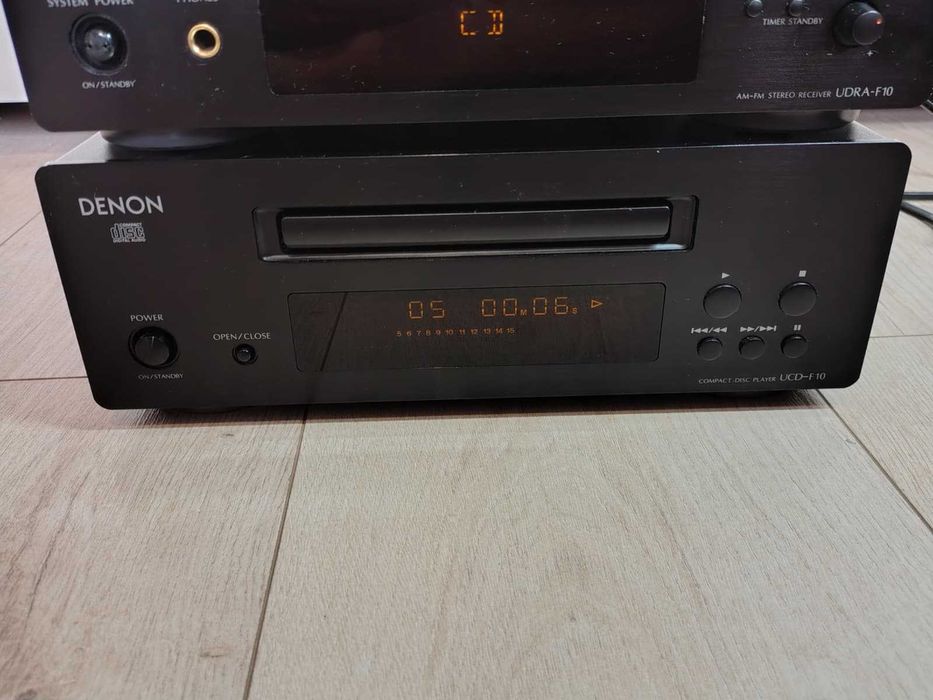 SYSTEM POWER
PHONES
CD
TIMER STANDBY
ON/STANDBY
AM-FM STEREO RECEIVER UDRA-F10
DENON
COMPACT
disc
DIGITAL AUDIO
05 00M06S
5 6 7 8 9 10 11 12 13 14 15
POWER
OPEN/CLOSE
ON/STANDBY
COMPACT DISC PLAYER UCD-F10